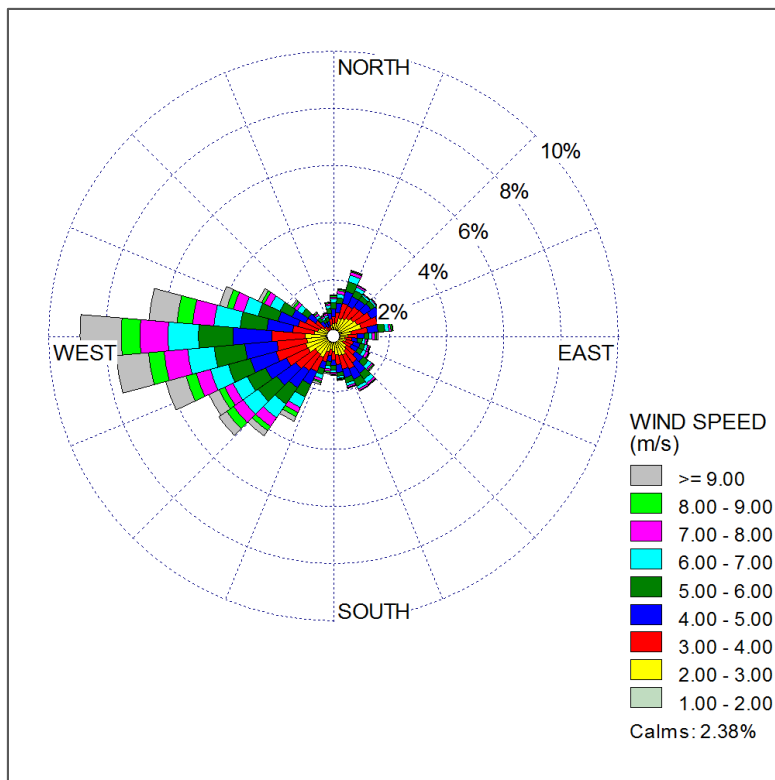 NORTH
10%
8%
6%
4%
2%
WEST
EAST
SOUTH
WIND SPEED
(m/s)
>= 9.00
8.00 - 9.00
7.00 - 8.00
6.00 - 7.00
5.00 - 6.00
4.00 - 5.00
3.00 - 4.00
2.00 - 3.00
1.00 - 2.00
Calms: 2.38%